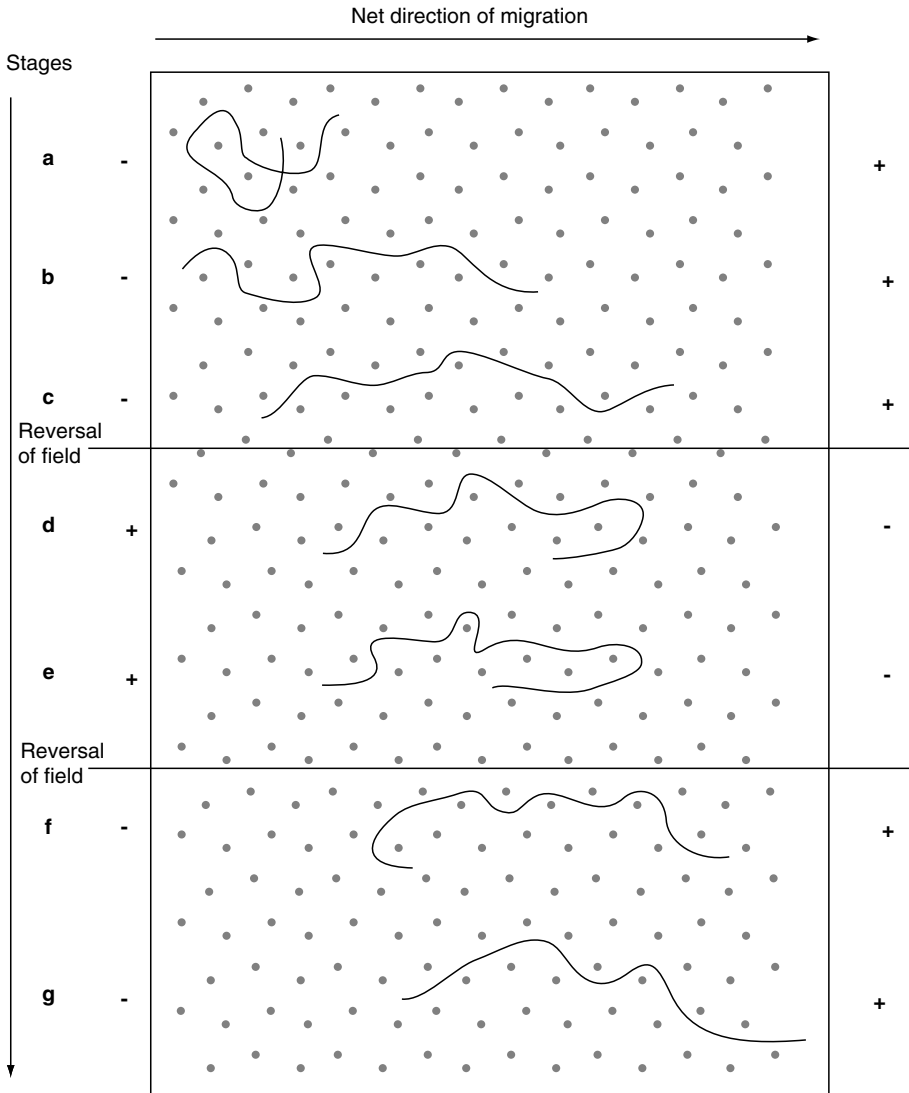 Net direction of migration
Stages
a - +
b - +
c - +
Reversal
of field
d + -
e + -
Reversal
of field
f - +
g - +